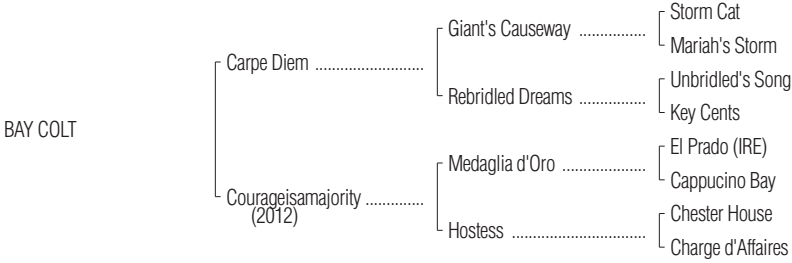 Storm Cat
Giant's Causeway ................
Mariah's Storm
Carpe Diem ..........................
Unbridled's Song
Rebridled Dreams ................
Key Cents
BAY COLT
El Prado (IRE)
Medaglia d'Oro ....................
Cappucino Bay
Courageisamajority ..............
(2012)
Chester House
Hostess ................................
Charge d'Affaires